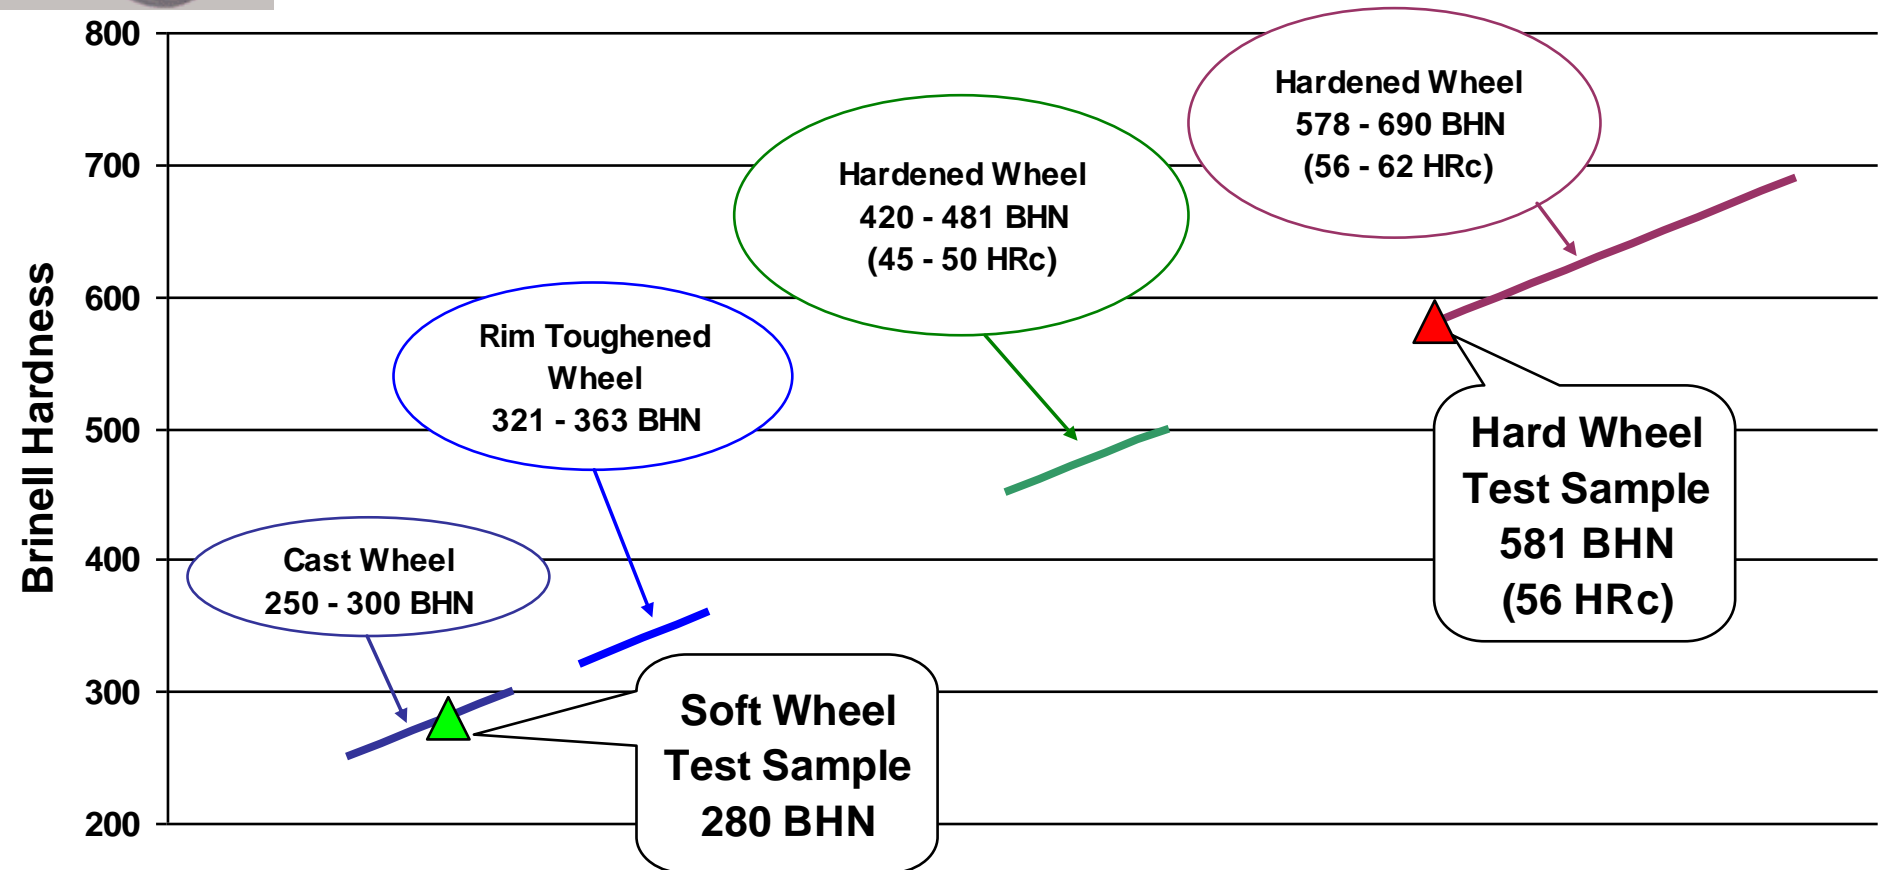 800
700
600
500
400
300
200
Brinell Hardness
Cast Wheel
250 - 300 BHN
Rim Toughened
Wheel
321 - 363 BHN
Hardened Wheel
420 - 481 BHN
(45 - 50 HRc)
Hardened Wheel
578 - 690 BHN
(56 - 62 HRc)
Soft Wheel
Test Sample
280 BHN
Hard Wheel
Test Sample
581 BHN
(56 HRc)